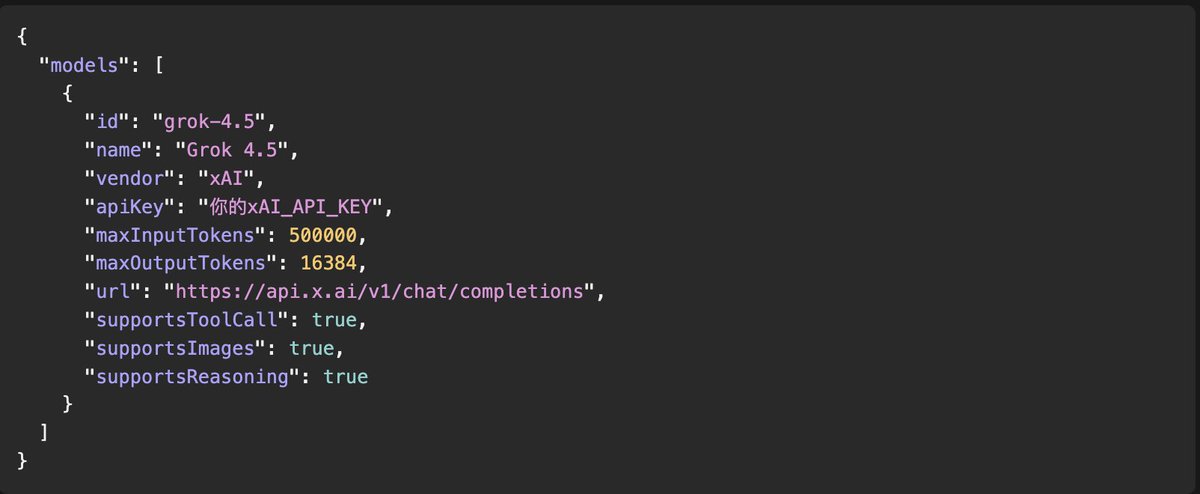 {
  "models": [
    {
      "id": "grok-4.5",
      "name": "Grok 4.5",
      "vendor": "xAI",
      "apiKey": "你的xAI_API_KEY",
      "maxInputTokens": 500000,
      "maxOutputTokens": 16384,
      "url": "https://api.x.ai/v1/chat/completions",
      "supportsToolCall": true,
      "supportsImages": true,
      "supportsReasoning": true
    }
  ]
}